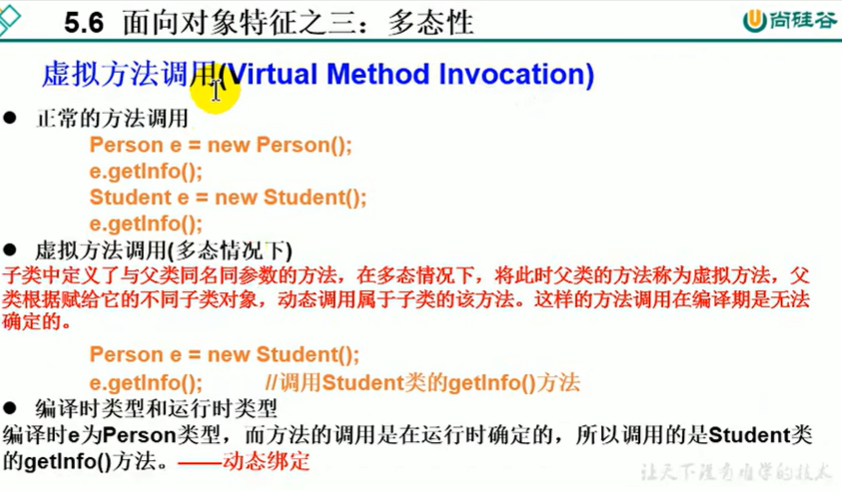 5.6 面向对象特征之三：多态性
尚硅谷
虚拟方法调用(Virtual Method Invocation)
● 正常的方法调用
Person e = new Person();
e.getInfo();
Student e = new Student();
e.getInfo();
● 虚拟方法调用(多态情况下)
子类中定义了与父类同名同参数的方法，在多态情况下，将此时父类的方法称为虚拟方法，父
类根据赋给它的不同子类对象，动态调用属于子类的该方法。这样的方法调用在编译期是无法
确定的。
Person e = new Student();
e.getInfo(); //调用Student类的getInfo()方法
● 编译时类型和运行时类型
编译时e为Person类型，而方法的调用是在运行时确定的，所以调用的是Student类
的getInfo()方法。——动态绑定
让天下没有难学的技术